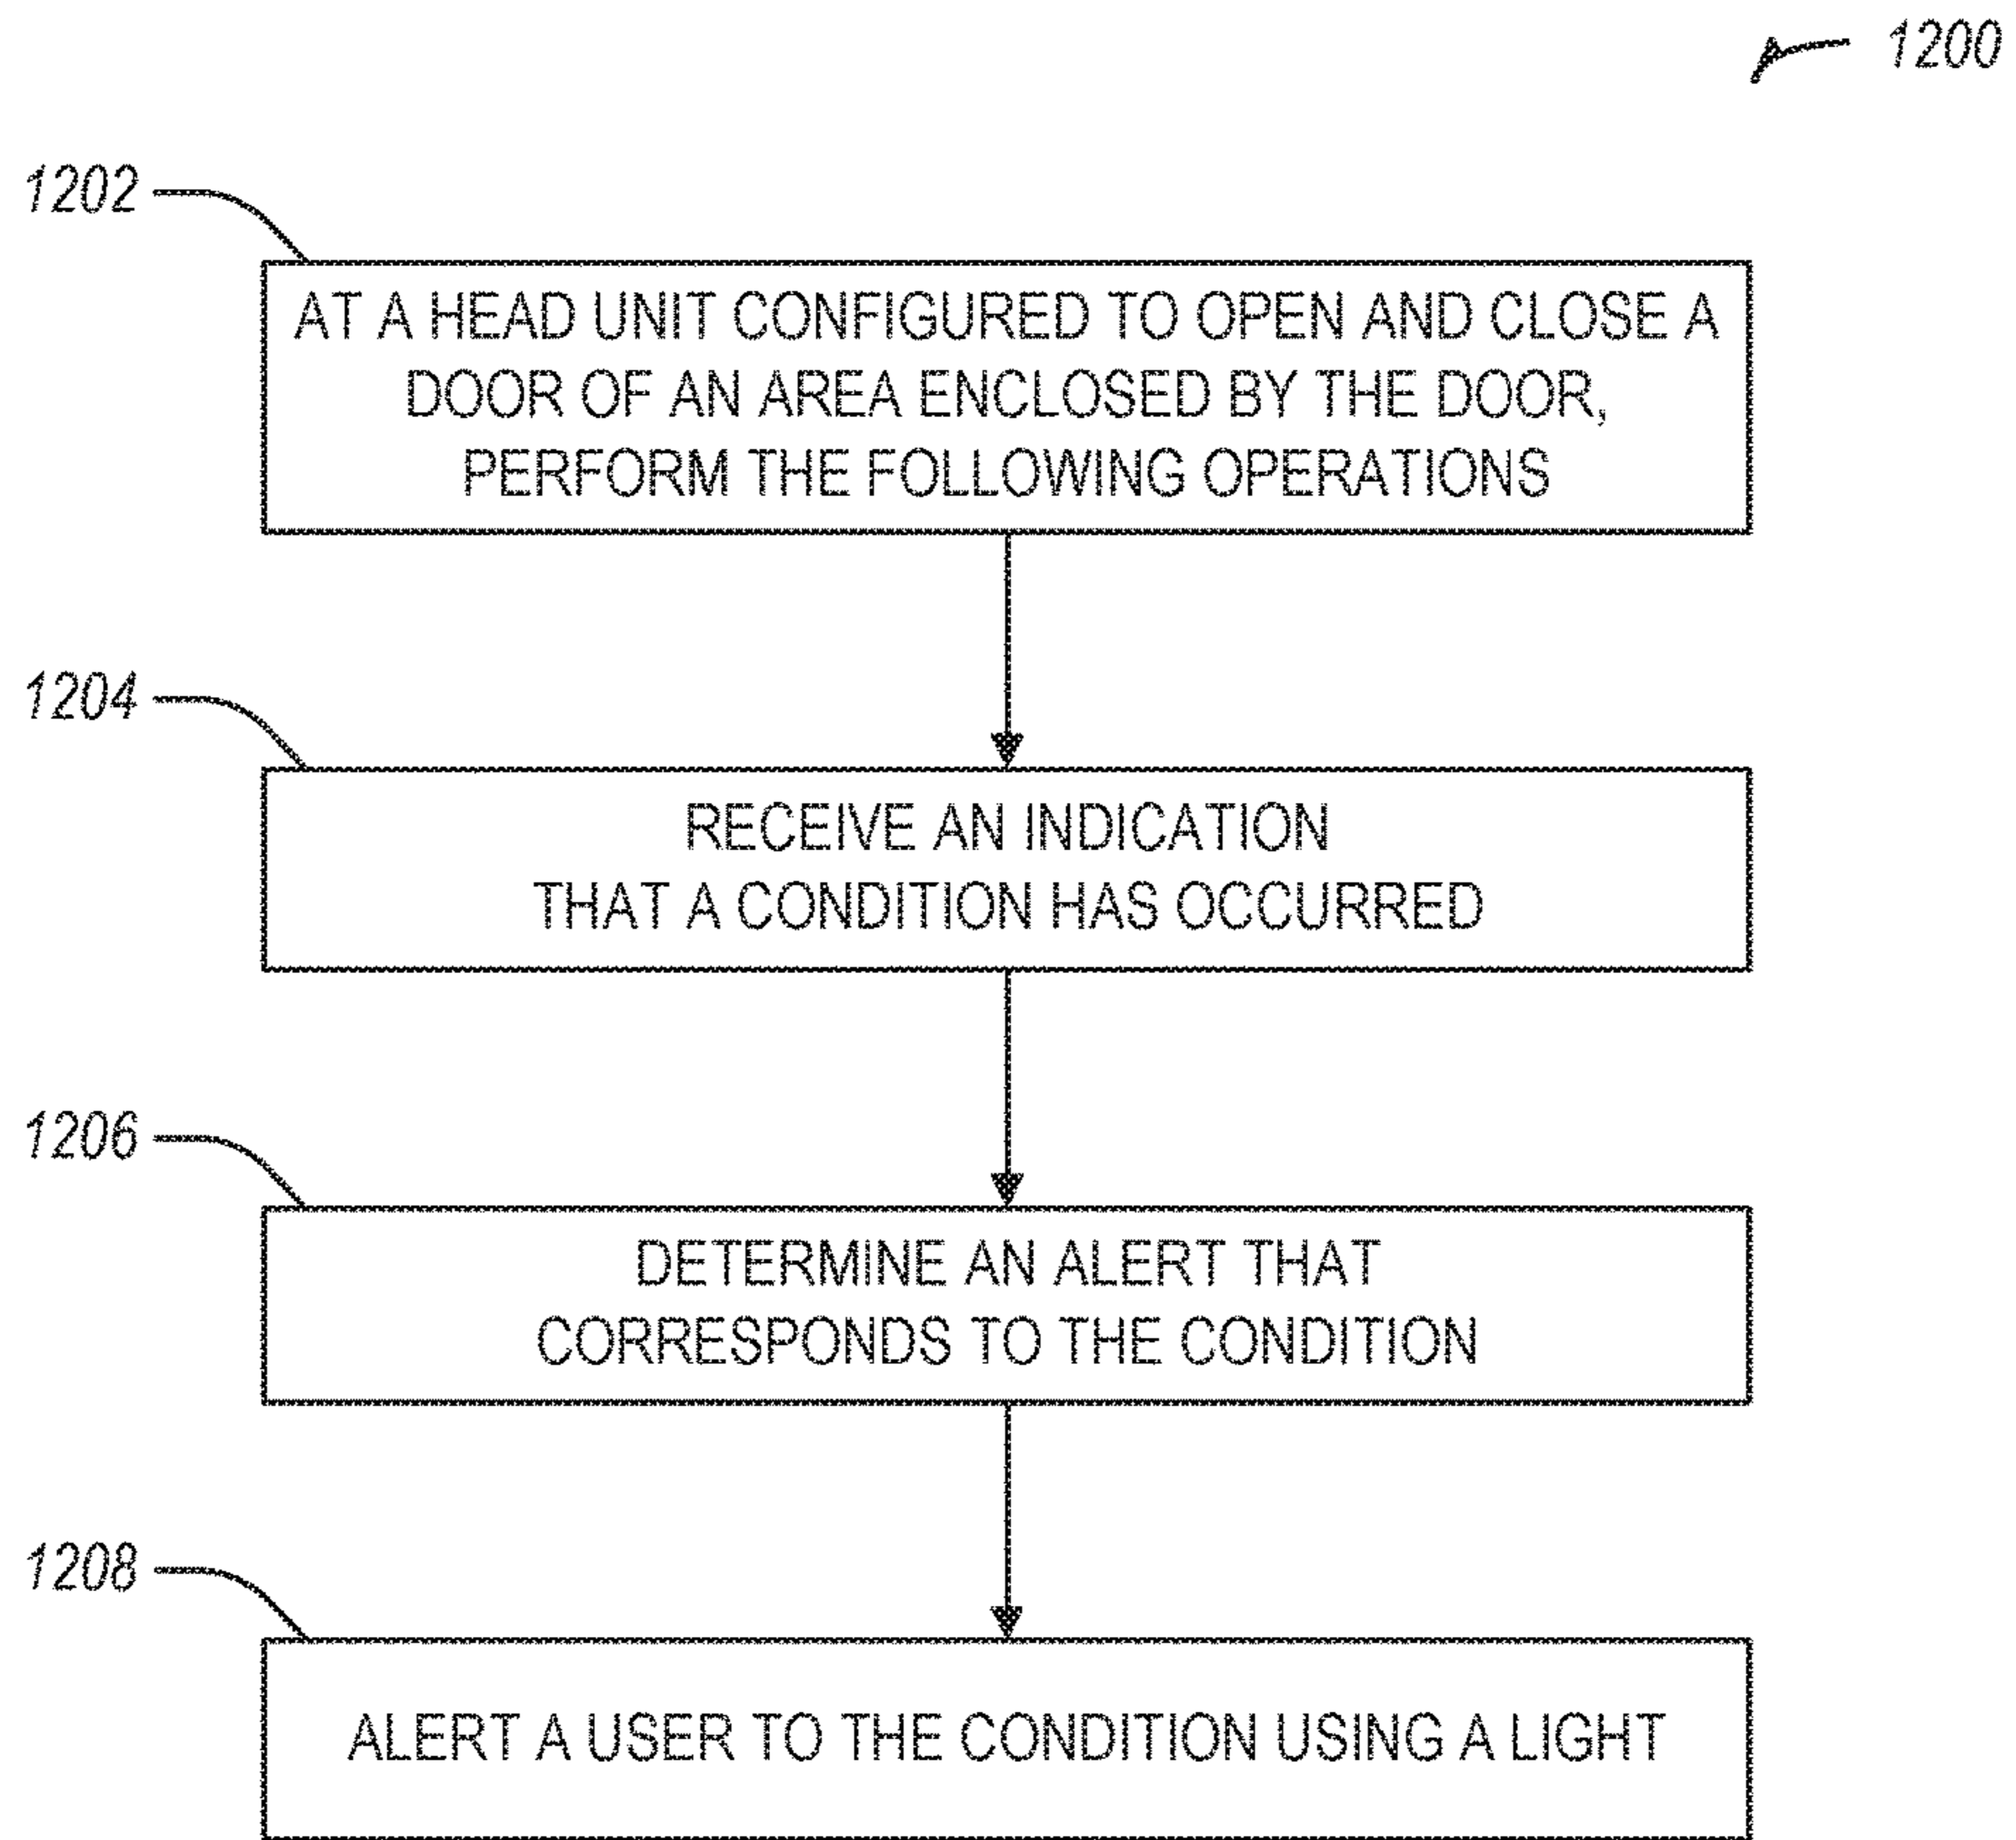 1200
1202
AT A HEAD UNIT CONFIGURED TO OPEN AND CLOSE A
DOOR OF AN AREA ENCLOSED BY THE DOOR,
PERFORM THE FOLLOWING OPERATIONS
1204
RECEIVE AN INDICATION
THAT A CONDITION HAS OCCURRED
1206
DETERMINE AN ALERT THAT
CORRESPONDS TO THE CONDITION
1208
ALERT A USER TO THE CONDITION USING A LIGHT